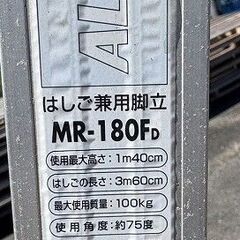 AL
はしご兼用脚立
MR-180FD
使用最大高さ：1m40cm
はしごの長さ：3m60cm
最大使用質量：100kg
使用角度：約75度